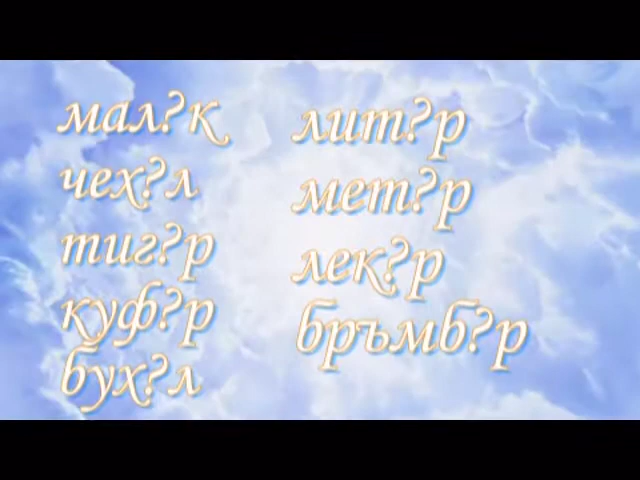 мал?к
чех?л
тиг?р
куф?р
бух?л
лит?р
мет?р
лек?р
бръмб?р